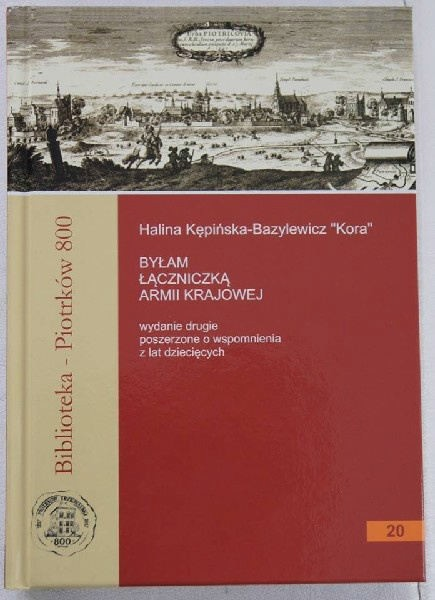 Urbs PIOTRICOVIA
Halina Kępińska-Bazylewicz "Kora"
BYŁAM
ŁĄCZNICZKĄ
ARMII KRAJOWEJ
wydanie drugie
poszerzone o wspomnienia
z lat dziecięcych
Biblioteka - Piotrków 800
800
20